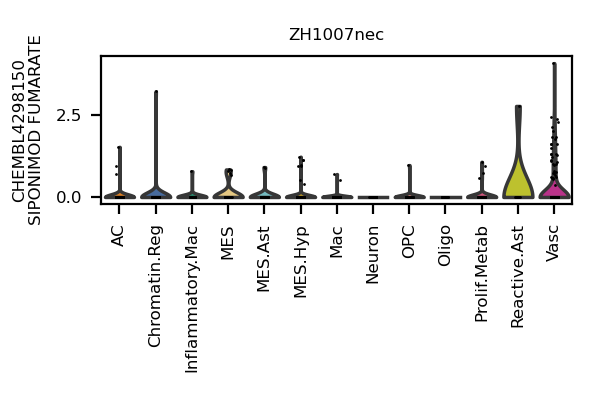 ZH1007nec
CHEMBL4298150
SIPONIMOD FUMARATE
2.5
0.0
AC
Chromatin.Reg
Inflammatory.Mac
MES
MES.Ast
MES.Hyp
Mac
Neuron
OPC
Oligo
Prolif.Metab
Reactive.Ast
Vasc